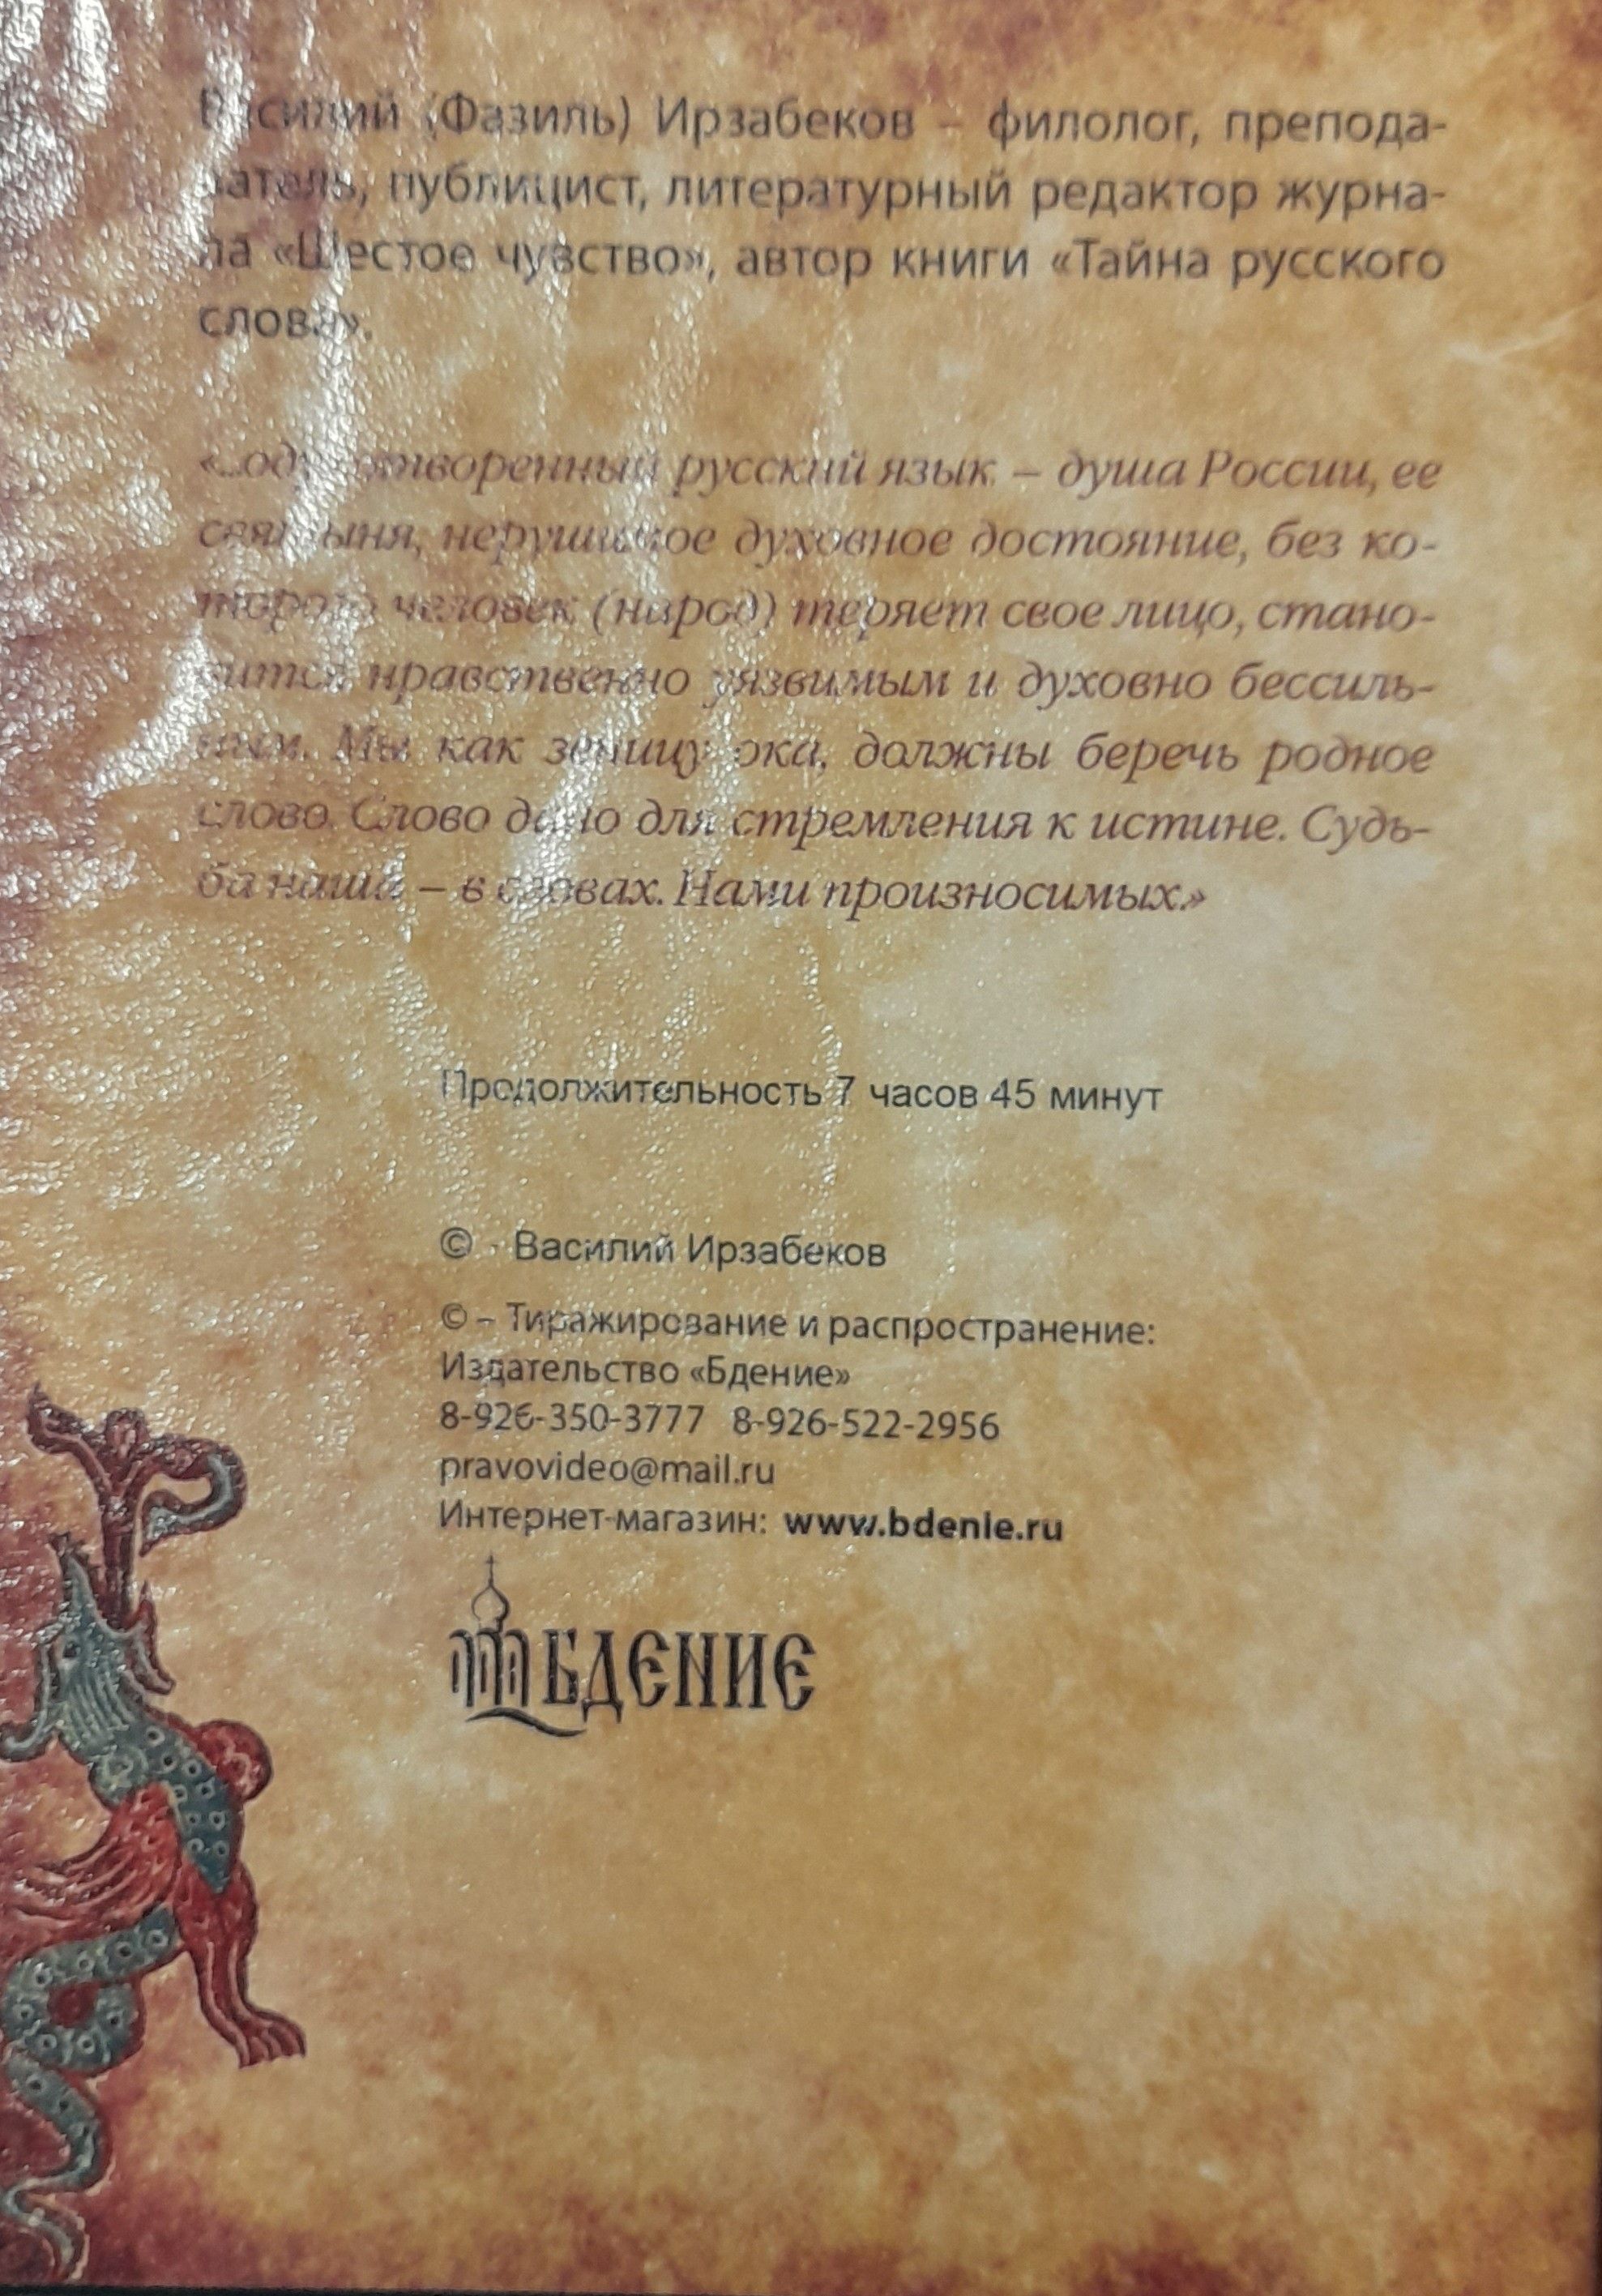 Василий (Фазиль) Ирзабеков – филолог, препода-
ватель, публицист, литературный редактор журна-
ла «Шестое чувство», автор книги «Тайна русского
слова».
«...одухотворенный русский язык – душа России, ее
святыня, нерушимое духовное достояние, без ко-
торого человек (народ) теряет свое лицо, стано-
вится нравственно уязвимым и духовно бессиль-
ным. Мы как зеницу ока, должны беречь родное
слово. Слово дано для стремления к истине. Судь-
ба наша – в словах. Нами произносимых.»
Продолжительность 7 часов 45 минут
© - Василий Ирзабеков
© – Тиражирование и распространение:
Издательство «Бдение»
8-926-350-3777 8-926-522-2956
pravovideo@mail.ru
Интернет-магазин: www.bdenie.ru
БДЕНИЕ